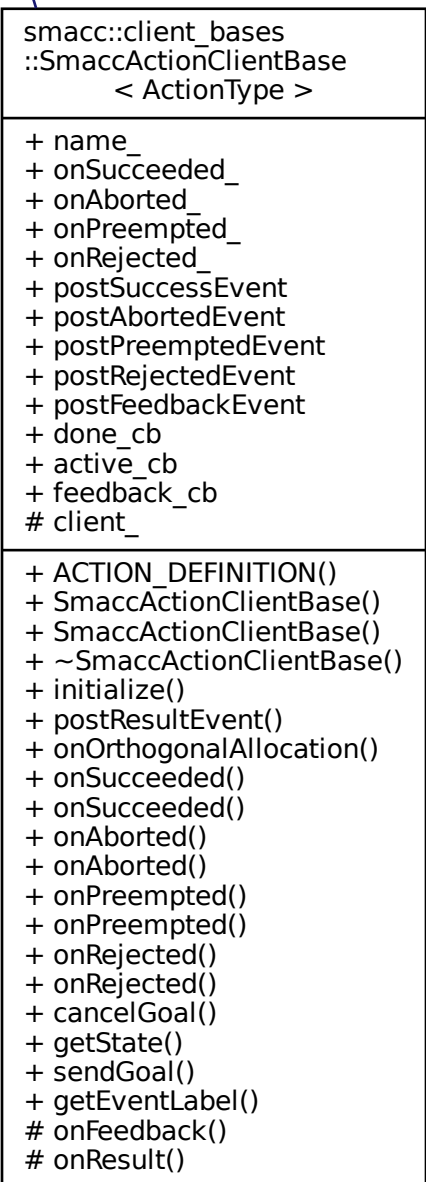 smacc::client_bases
::SmaccActionClientBase
< ActionType >
+ name_
+ onSucceeded_
+ onAborted_
+ onPreempted_
+ onRejected_
+ postSuccessEvent
+ postAbortedEvent
+ postPreemptedEvent
+ postRejectedEvent
+ postFeedbackEvent
+ done_cb
+ active_cb
+ feedback_cb
# client_
+ ACTION_DEFINITION()
+ SmaccActionClientBase()
+ SmaccActionClientBase()
+ ~SmaccActionClientBase()
+ initialize()
+ postResultEvent()
+ onOrthogonalAllocation()
+ onSucceeded()
+ onSucceeded()
+ onAborted()
+ onAborted()
+ onPreempted()
+ onPreempted()
+ onRejected()
+ onRejected()
+ cancelGoal()
+ getState()
+ sendGoal()
+ getEventLabel()
# onFeedback()
# onResult()